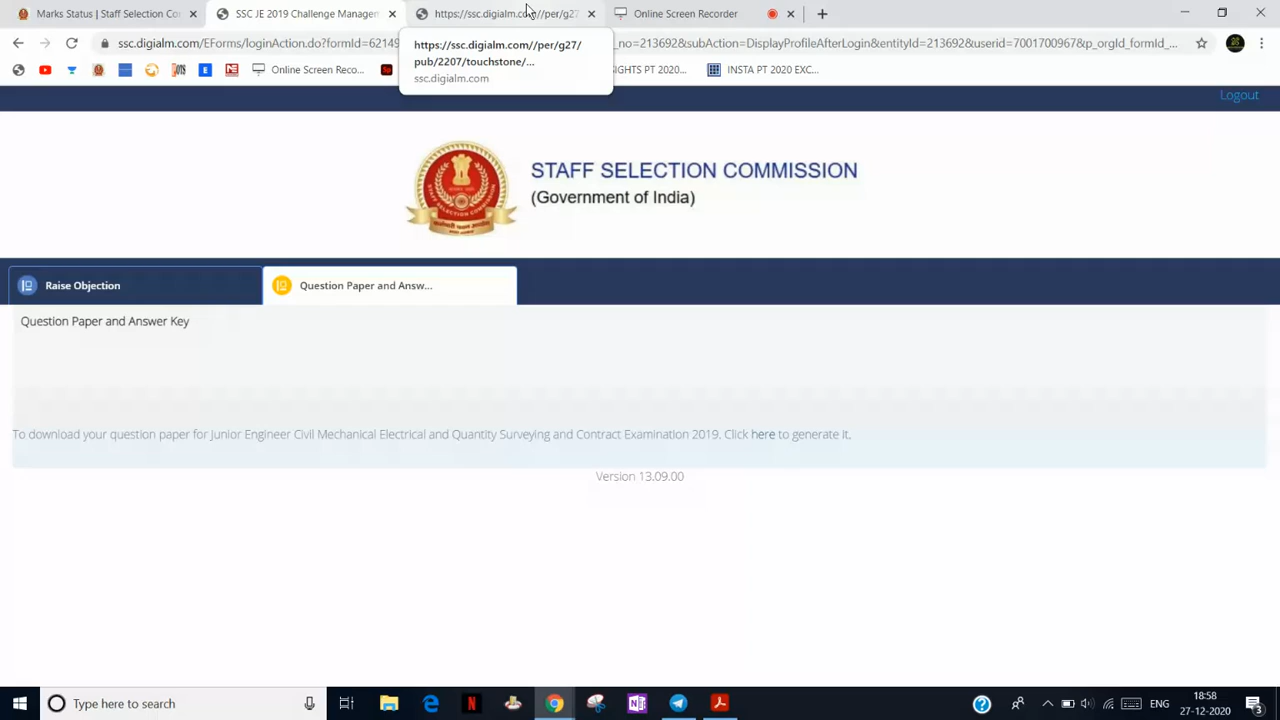 Marks Status | Staff Selection Com
SSC JE 2019 Challenge Managem
https://ssc.digialm.com//per/g27
Online Screen Recorder
ssc.digialm.com/EForms/loginAction.do?formId=62149
_no=213692&subAction=DisplayProfileAfterLogin&entityId=213692&userid=7001700967&p_orgId_formId_...
https://ssc.digialm.com//per/g27/
pub/2207/touchstone/...
ssc.digialm.com
Online Screen Reco...
SIGHTS PT 2020...
INSTA PT 2020 EXC...
Logout
STAFF SELECTION COMMISSION
(Government of India)
Raise Objection
Question Paper and Answ...
Question Paper and Answer Key
To download your question paper for Junior Engineer Civil Mechanical Electrical and Quantity Surveying and Contract Examination 2019. Click here to generate it.
Version 13.09.00
Type here to search
ENG
18:58
27-12-2020
3